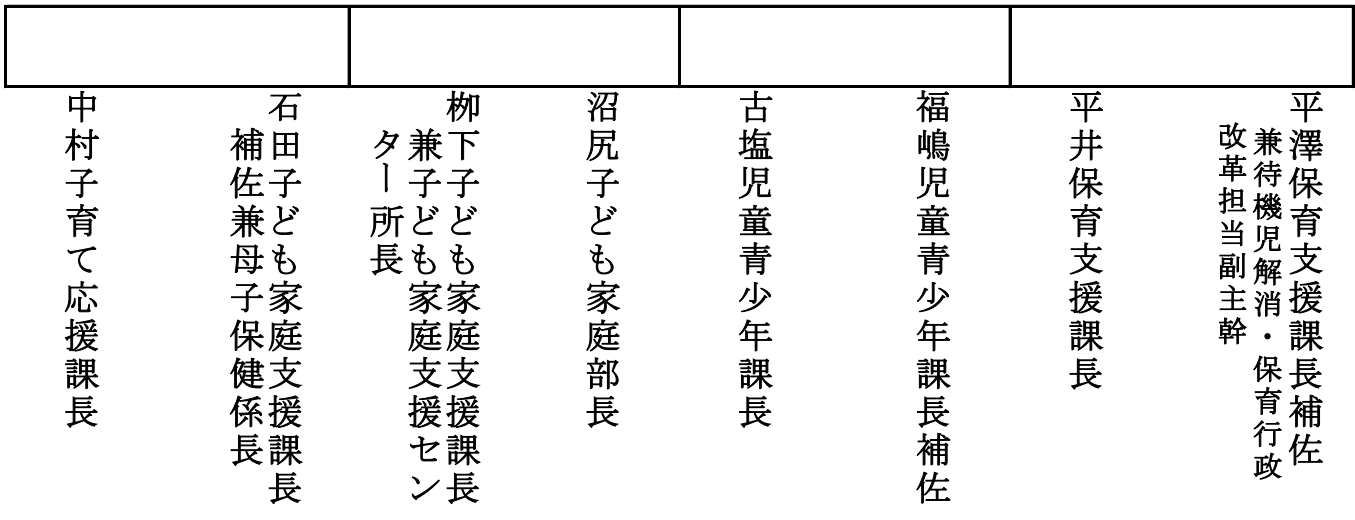 平澤保育支援課長補佐
兼待機児解消・保育行政
改革担当副主幹
平井保育支援課長
福嶋児童青少年課長補佐
古塩児童青少年課長
沼尻子ども家庭部長
栁下子ども家庭支援課長
兼子ども家庭支援セン
ター所長
石田子ども家庭支援課長
補佐兼母子保健係長
中村子育て応援課長